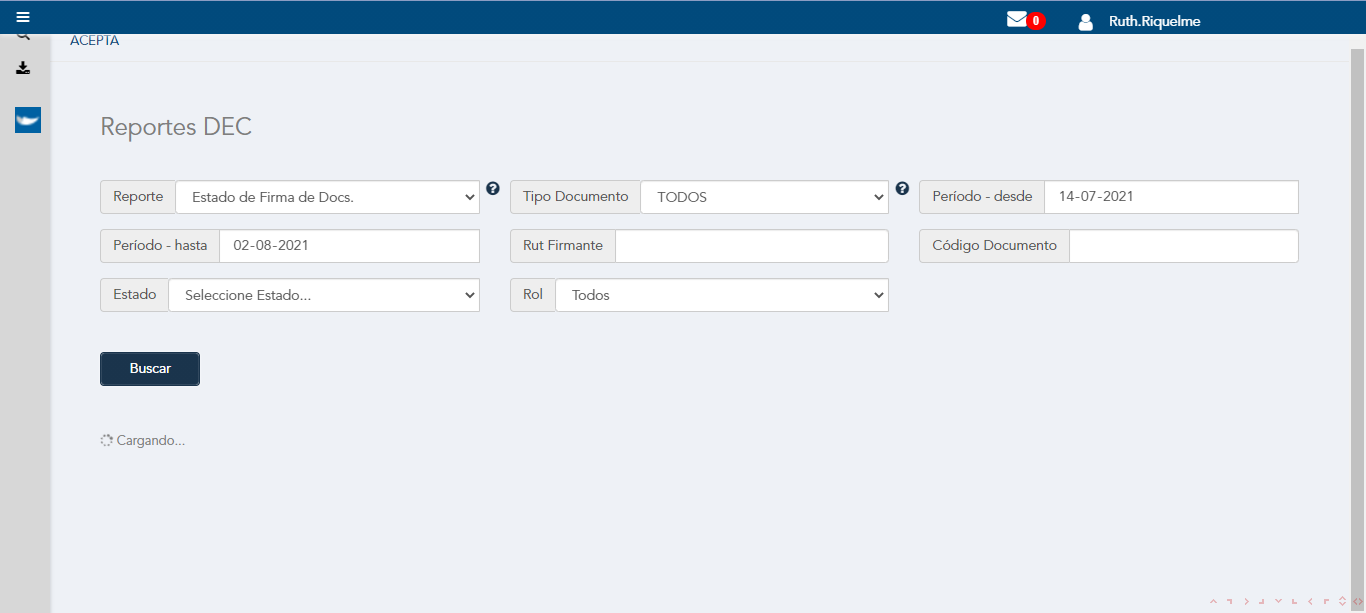 0 Ruth.Riquelme
ACEPTA
Reportes DEC
Reporte Estado de Firma de Docs. ? Tipo Documento TODOS ? Período - desde 14-07-2021
Período - hasta 02-08-2021 Rut Firmante Código Documento
Estado Seleccione Estado... Rol Todos
Buscar
Cargando...